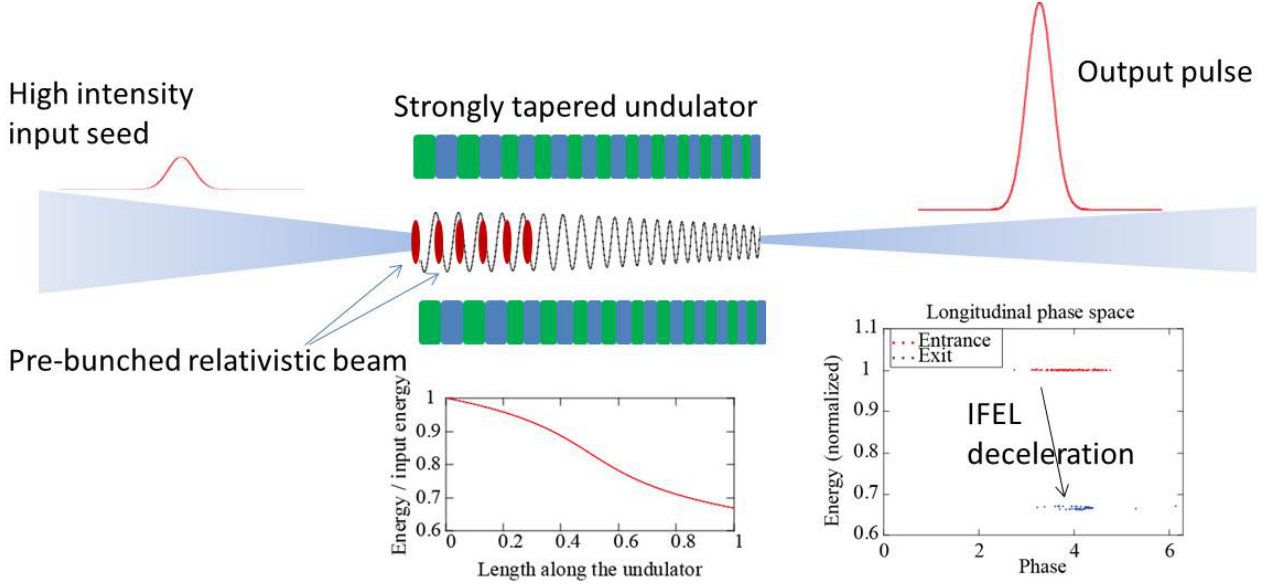 High intensity
input seed
Strongly tapered undulator
Output pulse
Pre-bunched relativistic beam
Energy / input energy
1
0.9
0.8
0.7
0.6
0
0.2
0.4
0.6
0.8
1
Length along the undulator
Longitudinal phase space
Energy (normalized)
1.1
1
0.9
0.8
0.7
0.6
Entrance
Exit
IFEL
deceleration
0
2
4
6
Phase